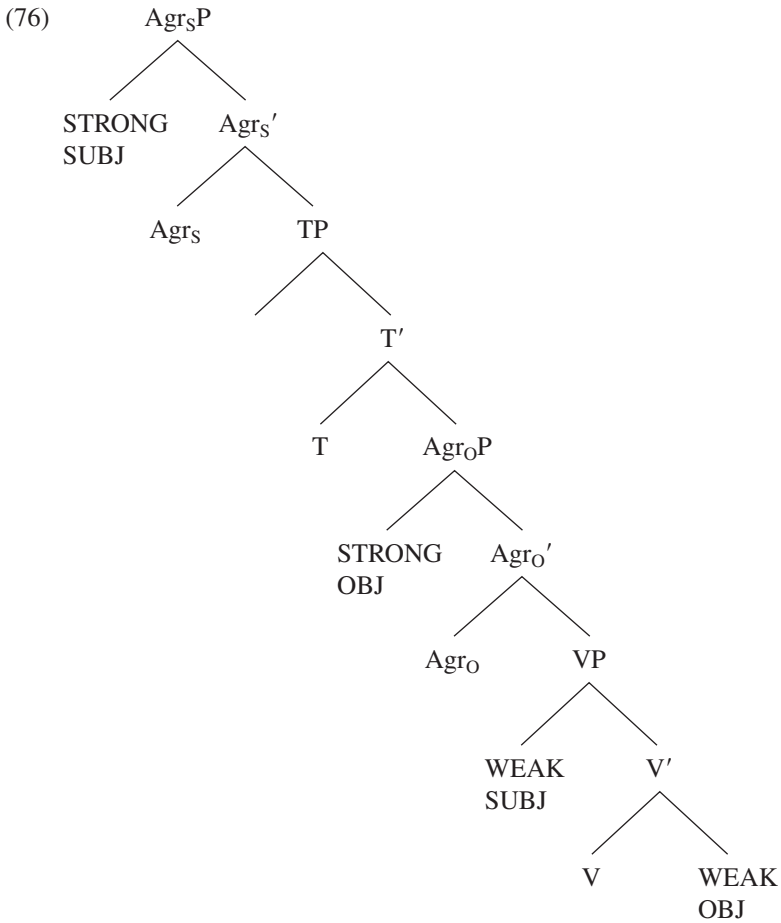 (76) AgrSP
STRONG AgrS′
SUBJ
AgrS TP
T′
T AgrOP
STRONG AgrO′
OBJ
AgrO VP
WEAK V′
SUBJ
V WEAK
OBJ